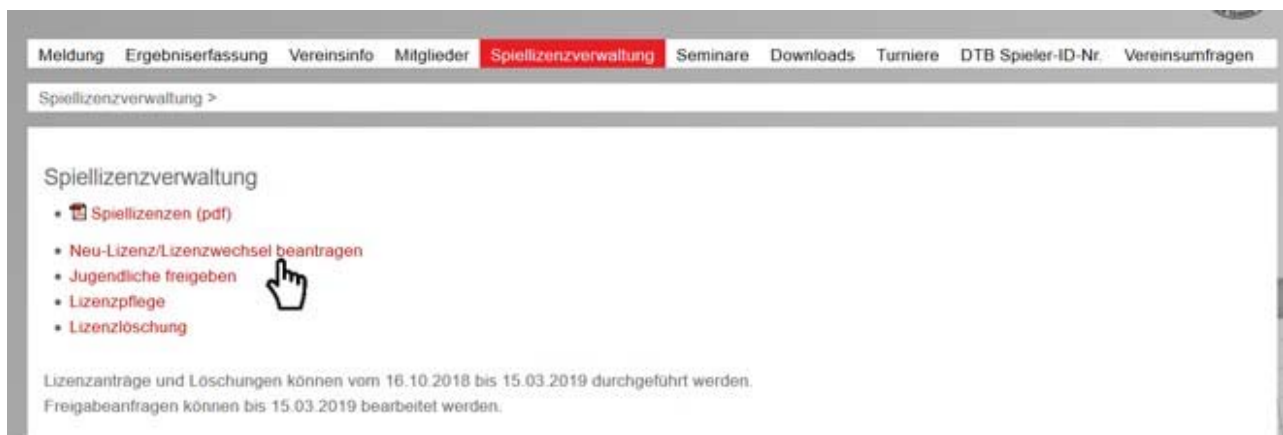 Meldung Ergebniserfassung Vereinsinfo Mitglieder Spiellizenzverwaltung Seminare Downloads Turniere DTB Spieler-ID-Nr. Vereinsumfragen
Spiellizenzverwaltung >
Spiellizenzverwaltung
Spiellizenzen (pdf)
Neu-Lizenz/Lizenzwechsel beantragen
Jugendliche freigeben
Lizenzpflege
Lizenzlöschung
Lizenzanträge und Löschungen können vom 16.10.2018 bis 15.03.2019 durchgeführt werden.
Freigabeanfragen können bis 15.03.2019 bearbeitet werden.